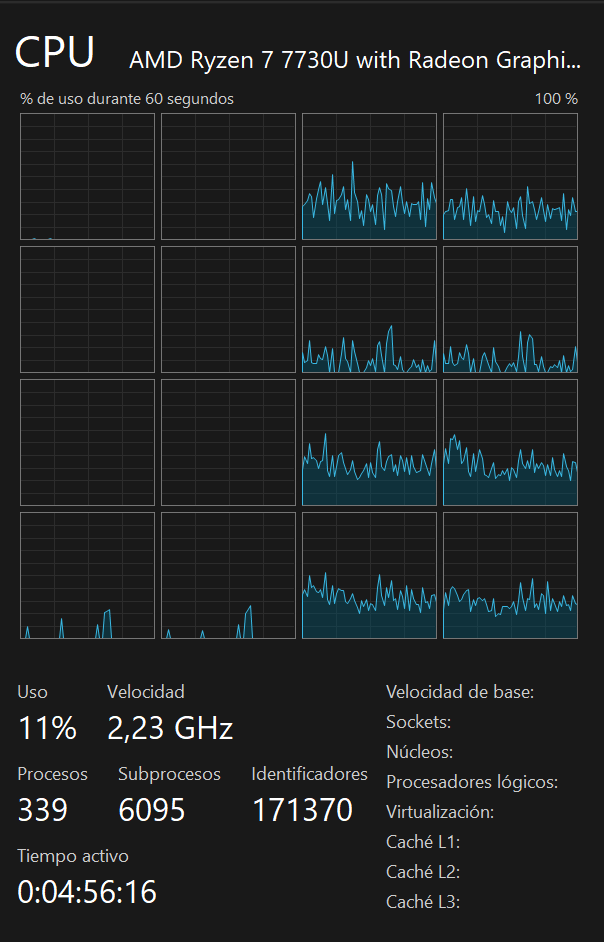 CPU
AMD Ryzen 7 7730U with Radeon Graphi...
% de uso durante 60 segundos
100 %
Uso
Velocidad
11%
2,23 GHz
Procesos
Subprocesos
Identificadores
339
6095
171370
Tiempo activo
0:04:56:16
Velocidad de base:
Sockets:
Núcleos:
Procesadores lógicos:
Virtualización:
Caché L1:
Caché L2:
Caché L3: